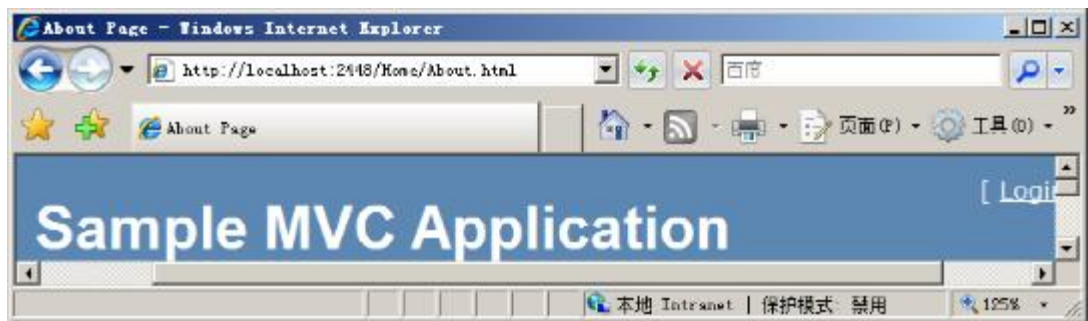 About Page - Windows Internet Explorer
http://localhost:2448/Home/About.html
百度
About Page
页面(P)
工具(O)
[ Login
Sample MVC Application
本地 Intranet | 保护模式: 禁用
125%